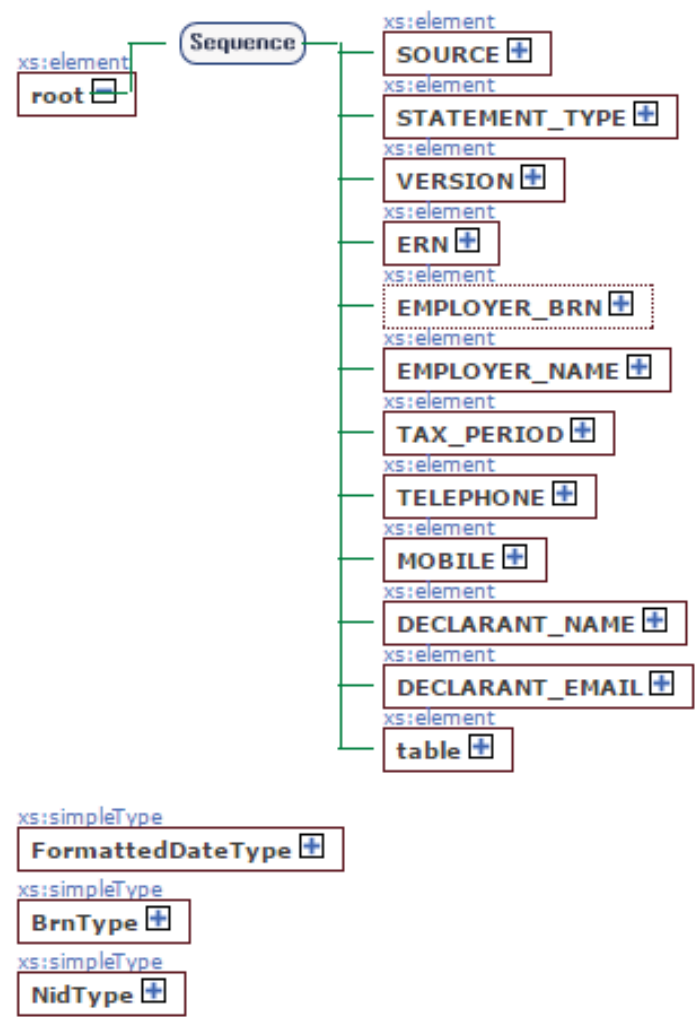 xs:element
root
Sequence
xs:element
SOURCE
xs:element
STATEMENT_TYPE
xs:element
VERSION
xs:element
ERN
xs:element
EMPLOYER_BRN
xs:element
EMPLOYER_NAME
xs:element
TAX_PERIOD
xs:element
TELEPHONE
xs:element
MOBILE
xs:element
DECLARANT_NAME
xs:element
DECLARANT_EMAIL
xs:element
table
xs:simpleType
FormattedDateType
xs:simpleType
BrnType
xs:simpleType
NidType